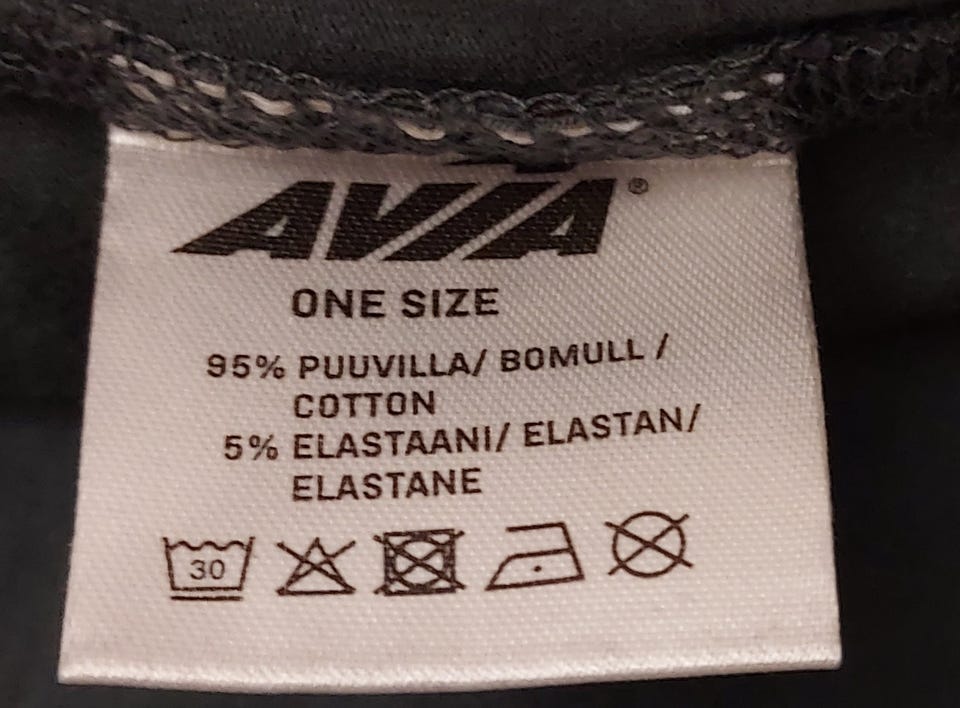 AVIA®
ONE SIZE
95% PUUVILLA/ BOMULL /
COTTON
5% ELASTAANI/ ELASTAN/
ELASTANE
30